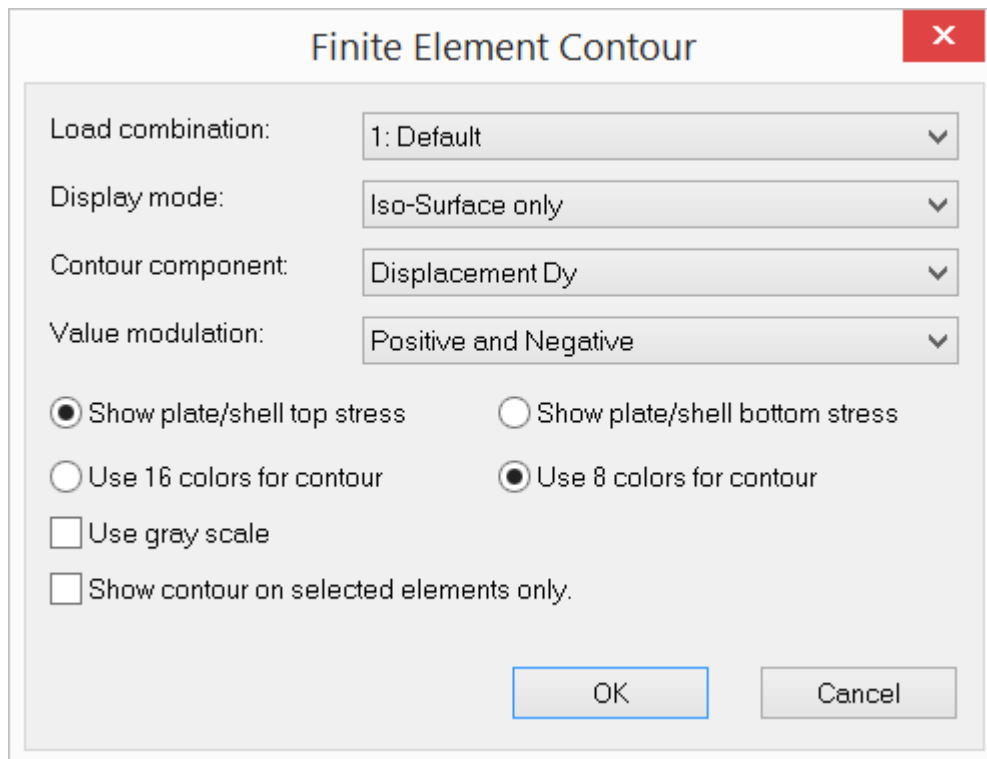 Finite Element Contour
Load combination: 1: Default
Display mode: Iso-Surface only
Contour component: Displacement Dy
Value modulation: Positive and Negative
Show plate/shell top stress Show plate/shell bottom stress
Use 16 colors for contour Use 8 colors for contour
Use gray scale
Show contour on selected elements only.
OK Cancel